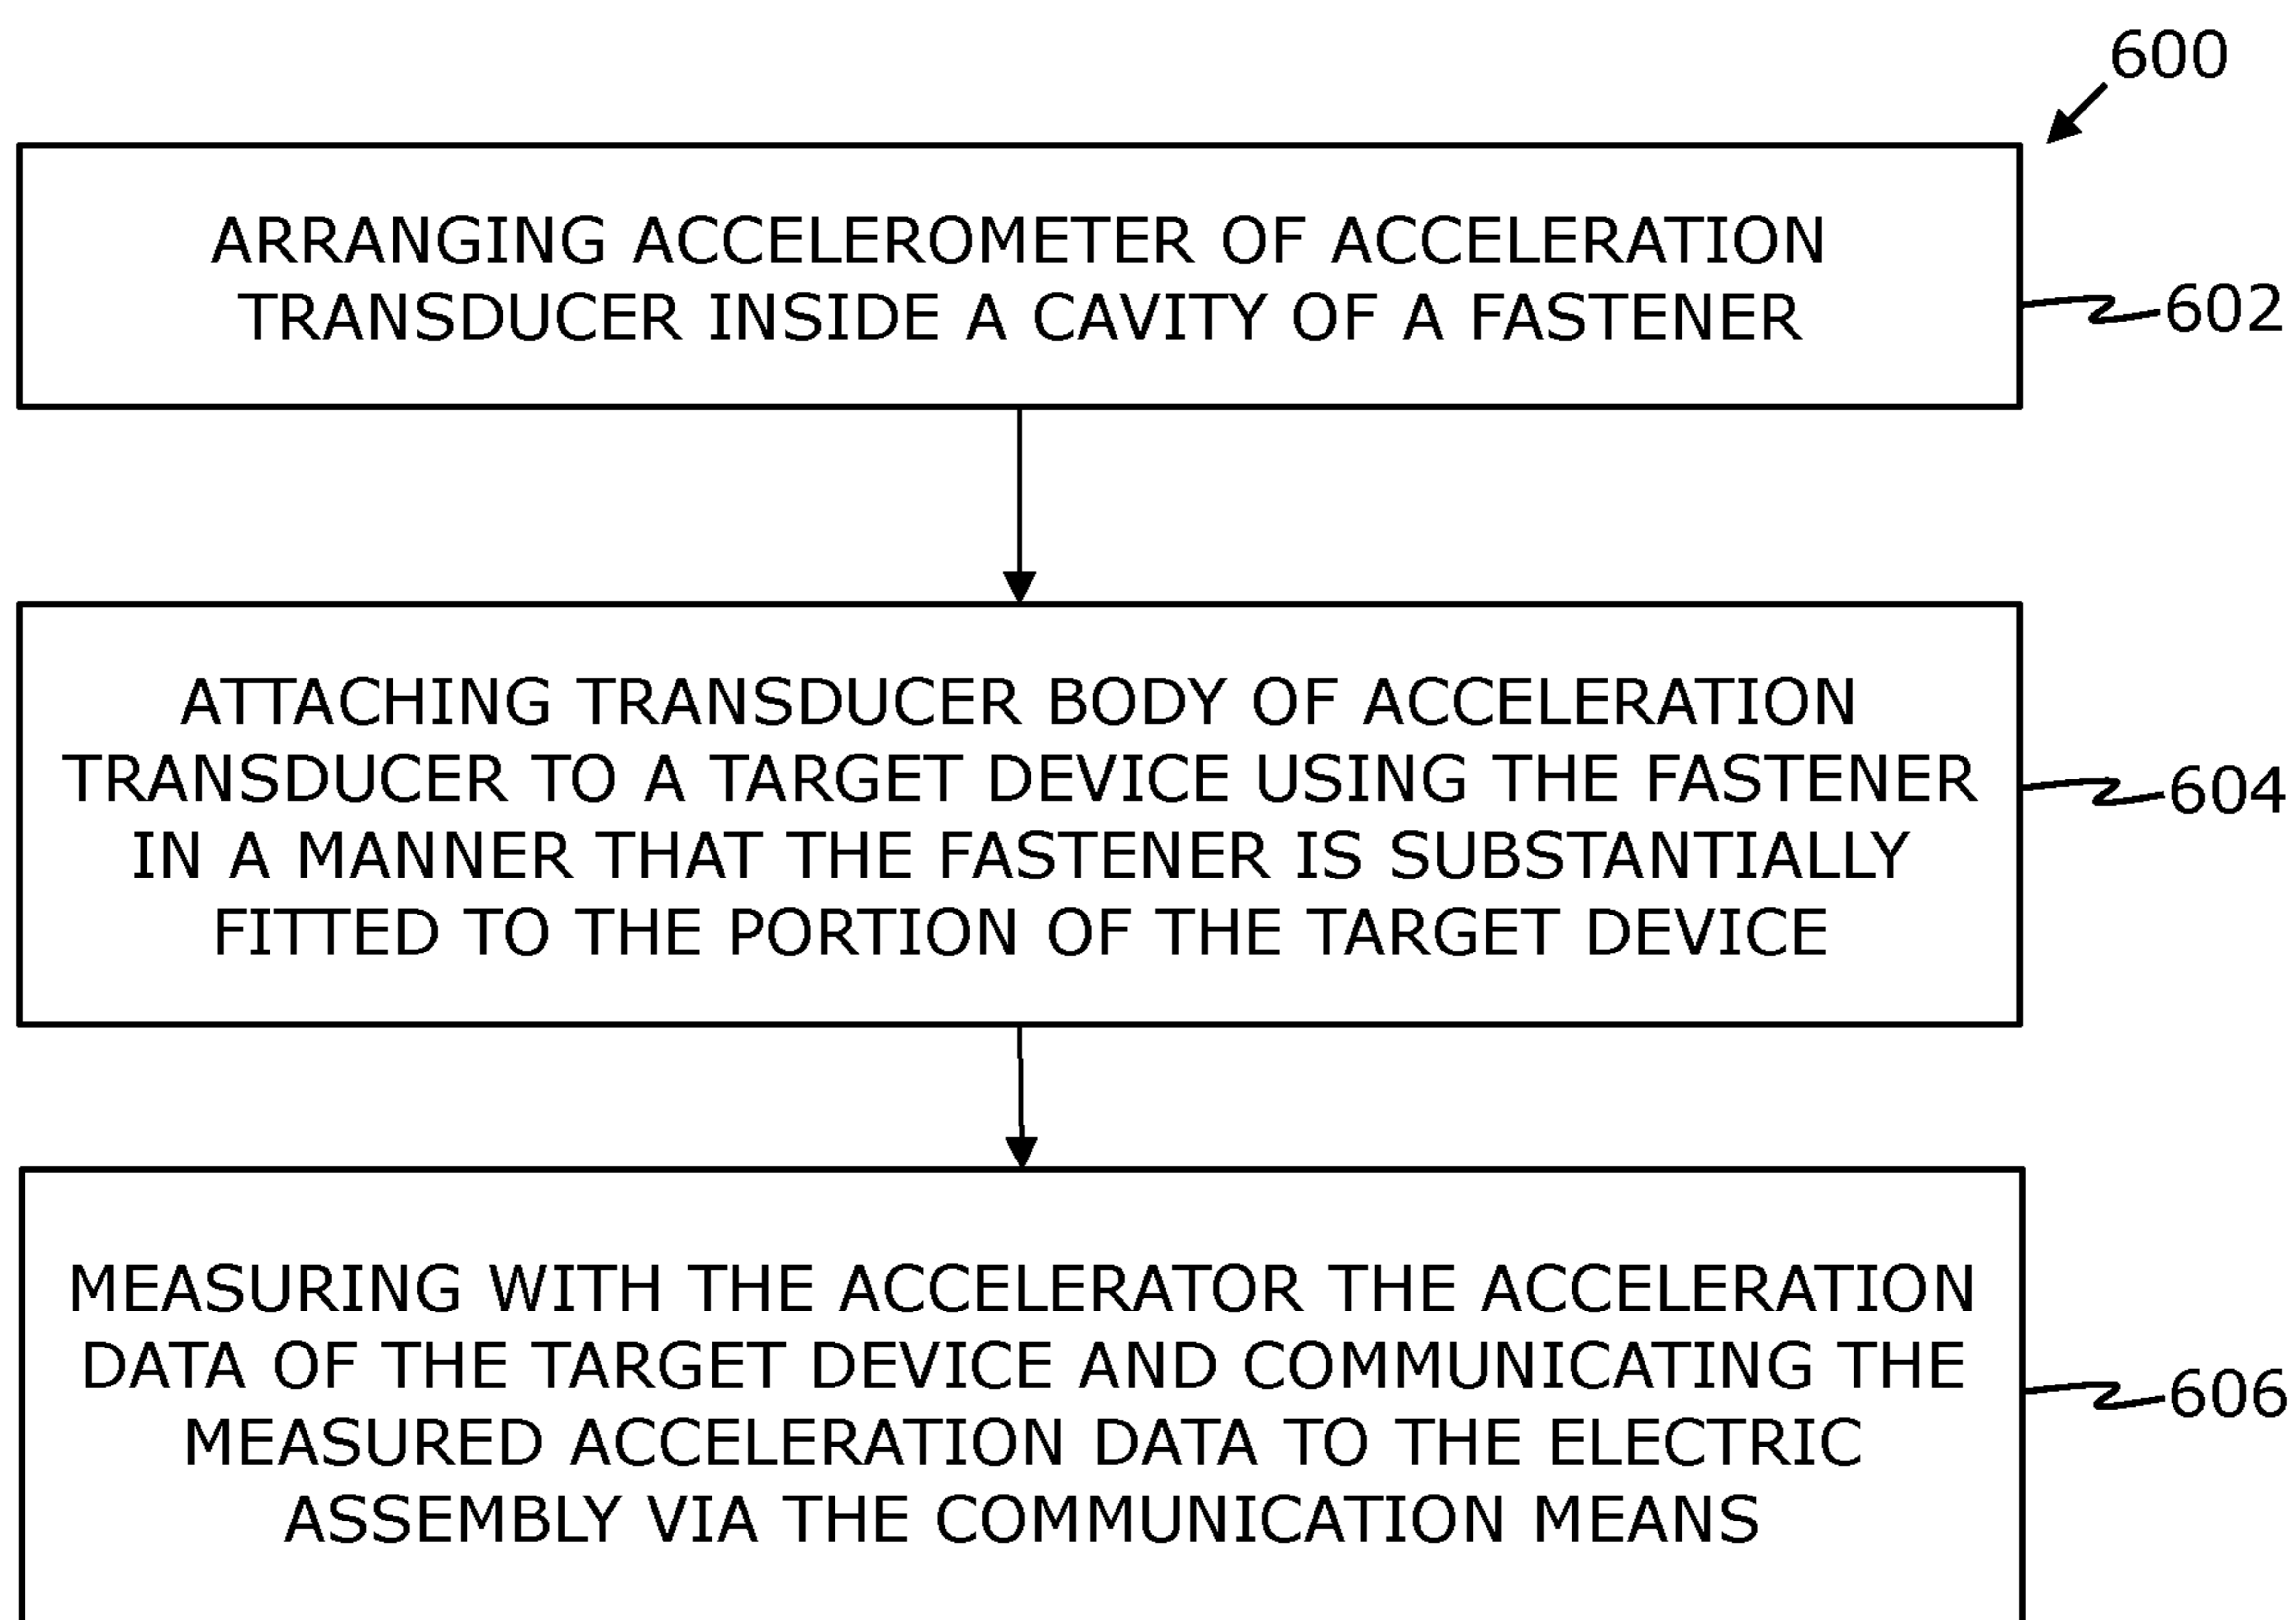 600
ARRANGING ACCELEROMETER OF ACCELERATION
TRANSDUCER INSIDE A CAVITY OF A FASTENER
602
ATTACHING TRANSDUCER BODY OF ACCELERATION
TRANSDUCER TO A TARGET DEVICE USING THE FASTENER
IN A MANNER THAT THE FASTENER IS SUBSTANTIALLY
FITTED TO THE PORTION OF THE TARGET DEVICE
604
MEASURING WITH THE ACCELERATOR THE ACCELERATION
DATA OF THE TARGET DEVICE AND COMMUNICATING THE
MEASURED ACCELERATION DATA TO THE ELECTRIC
ASSEMBLY VIA THE COMMUNICATION MEANS
606